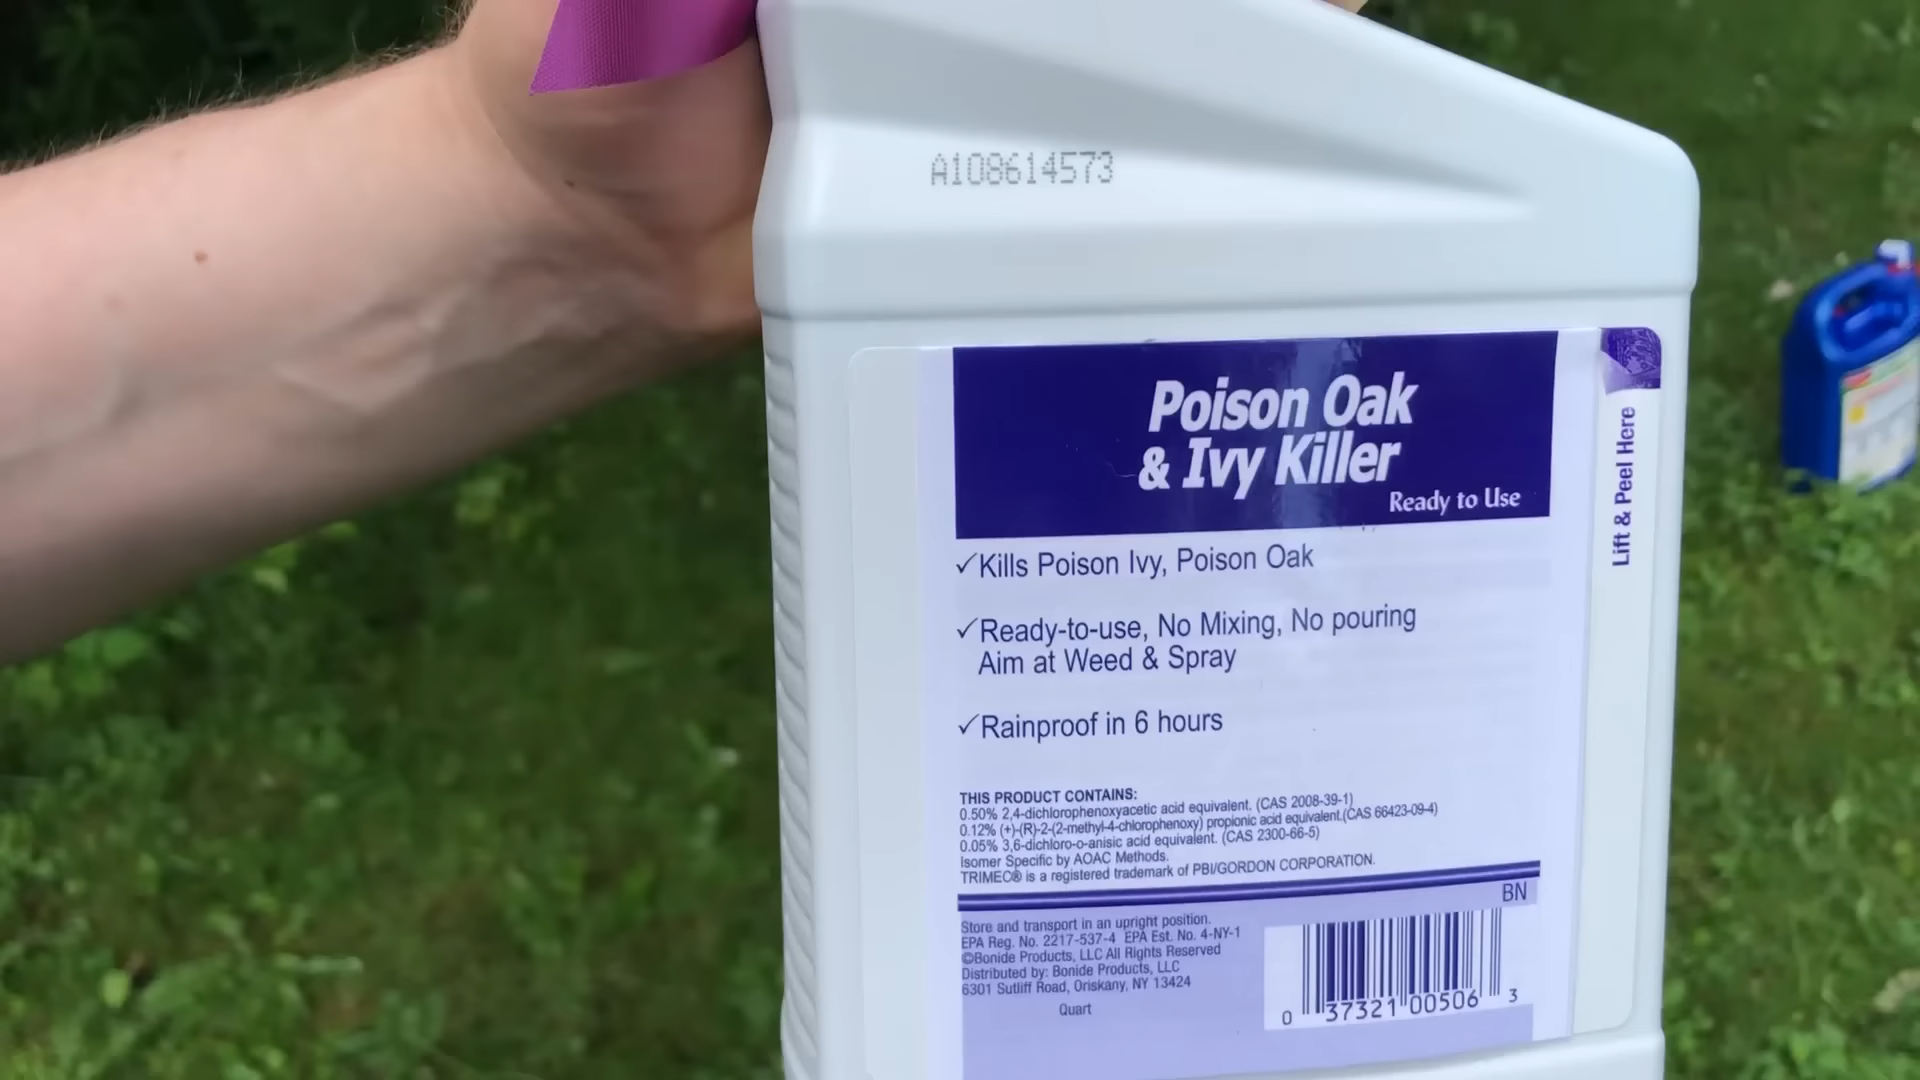 A108614573
Poison Oak
& Ivy Killer
Ready to Use
Lift & Peel Here
✓Kills Poison Ivy, Poison Oak
✓Ready-to-use, No Mixing, No pouring
Aim at Weed & Spray
✓Rainproof in 6 hours
THIS PRODUCT CONTAINS:
0.50% 2,4-dichlorophenoxyacetic acid equivalent. (CAS 2008-39-1)
0.12% (+)-(R)-2-(2-methyl-4-chlorophenoxy) propionic acid equivalent.(CAS 66423-09-4)
0.05% 3,6-dichloro-o-anisic acid equivalent. (CAS 2300-66-5)
Isomer Specific by AOAC Methods.
TRIMEC® is a registered trademark of PBI/GORDON CORPORATION.
BN
Store and transport in an upright position.
EPA Reg. No. 2217-537-4 EPA Est. No. 4-NY-1
©Bonide Products, LLC All Rights Reserved
Distributed by: Bonide Products, LLC
6301 Sutliff Road, Oriskany, NY 13424
Quart
0 37321 00506 3